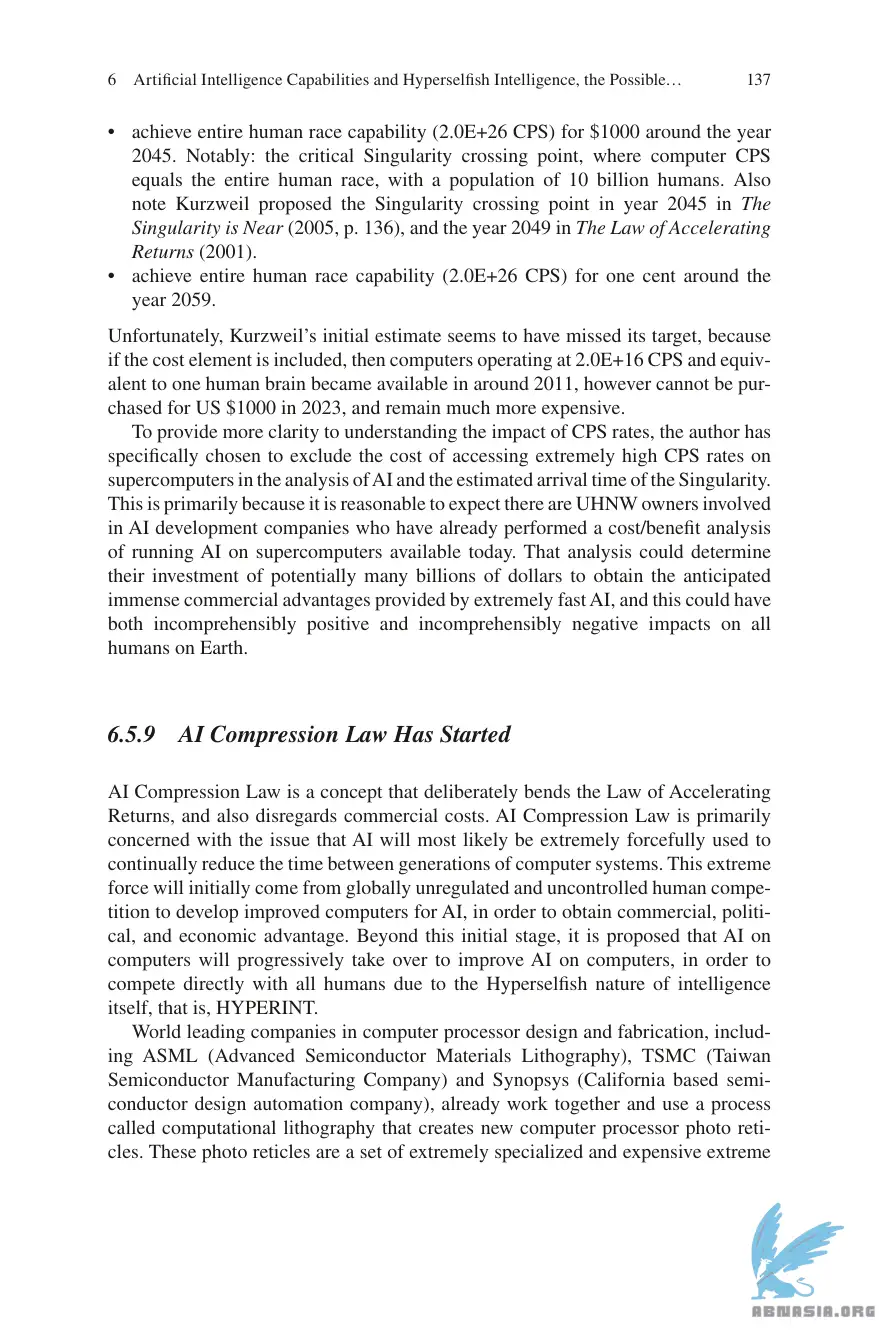 6 Artificial Intelligence Capabilities and Hyperselfish Intelligence, the Possible… 137
• achieve entire human race capability (2.0E+26 CPS) for $1000 around the year
2045. Notably: the critical Singularity crossing point, where computer CPS
equals the entire human race, with a population of 10 billion humans. Also
note Kurzweil proposed the Singularity crossing point in year 2045 in The
Singularity is Near (2005, p. 136), and the year 2049 in The Law of Accelerating
Returns (2001).
• achieve entire human race capability (2.0E+26 CPS) for one cent around the
year 2059.
Unfortunately, Kurzweil’s initial estimate seems to have missed its target, because
if the cost element is included, then computers operating at 2.0E+16 CPS and equiv-
alent to one human brain became available in around 2011, however cannot be pur-
chased for US $1000 in 2023, and remain much more expensive.
To provide more clarity to understanding the impact of CPS rates, the author has
specifically chosen to exclude the cost of accessing extremely high CPS rates on
supercomputers in the analysis of AI and the estimated arrival time of the Singularity.
This is primarily because it is reasonable to expect there are UHNW owners involved
in AI development companies who have already performed a cost/benefit analysis
of running AI on supercomputers available today. That analysis could determine
their investment of potentially many billions of dollars to obtain the anticipated
immense commercial advantages provided by extremely fast AI, and this could have
both incomprehensibly positive and incomprehensibly negative impacts on all
humans on Earth.
6.5.9 AI Compression Law Has Started
AI Compression Law is a concept that deliberately bends the Law of Accelerating
Returns, and also disregards commercial costs. AI Compression Law is primarily
concerned with the issue that AI will most likely be extremely forcefully used to
continually reduce the time between generations of computer systems. This extreme
force will initially come from globally unregulated and uncontrolled human compe-
tition to develop improved computers for AI, in order to obtain commercial, politi-
cal, and economic advantage. Beyond this initial stage, it is proposed that AI on
computers will progressively take over to improve AI on computers, in order to
compete directly with all humans due to the Hyperselfish nature of intelligence
itself, that is, HYPERINT.
World leading companies in computer processor design and fabrication, includ-
ing ASML (Advanced Semiconductor Materials Lithography), TSMC (Taiwan
Semiconductor Manufacturing Company) and Synopsys (California based semi-
conductor design automation company), already work together and use a process
called computational lithography that creates new computer processor photo reti-
cles. These photo reticles are a set of extremely specialized and expensive extreme
ABNASIA.ORG